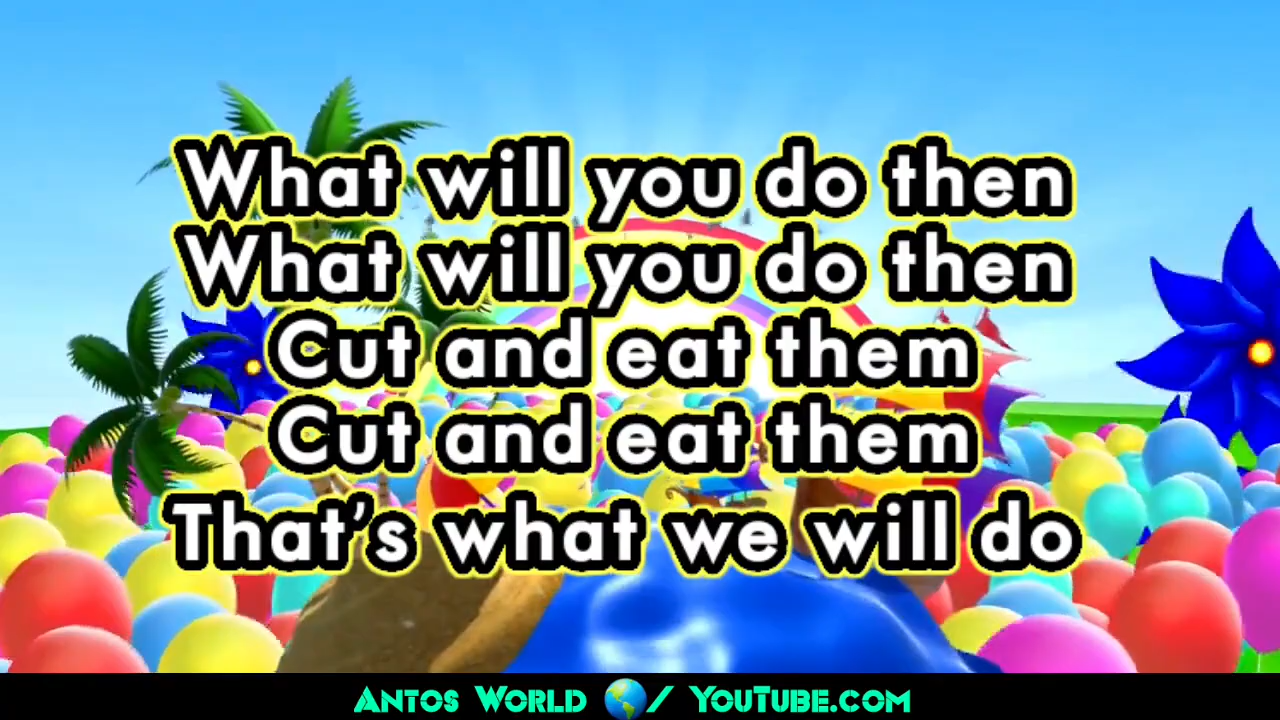 What will you do then
What will you do then
Cut and eat them
Cut and eat them
That's what we will do
Antos World 🌎/ YouTube.com